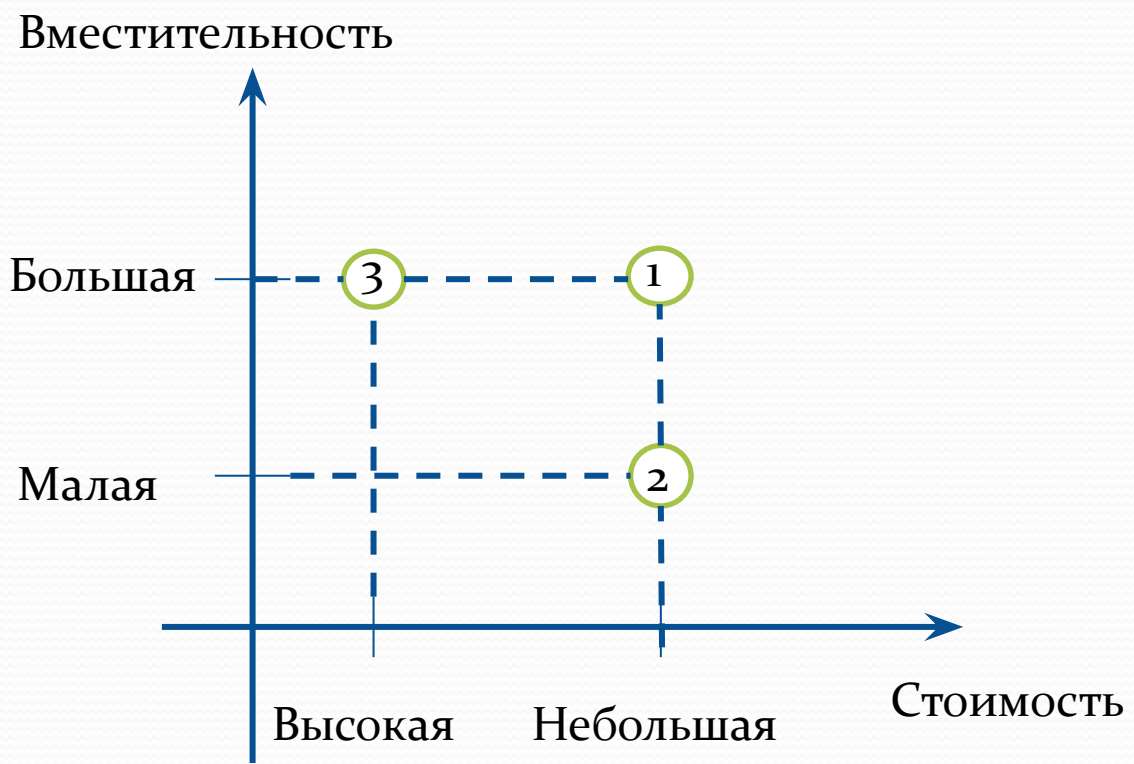 Вместительность
Большая
3
1
Малая
2
Стоимость
Высокая
Небольшая